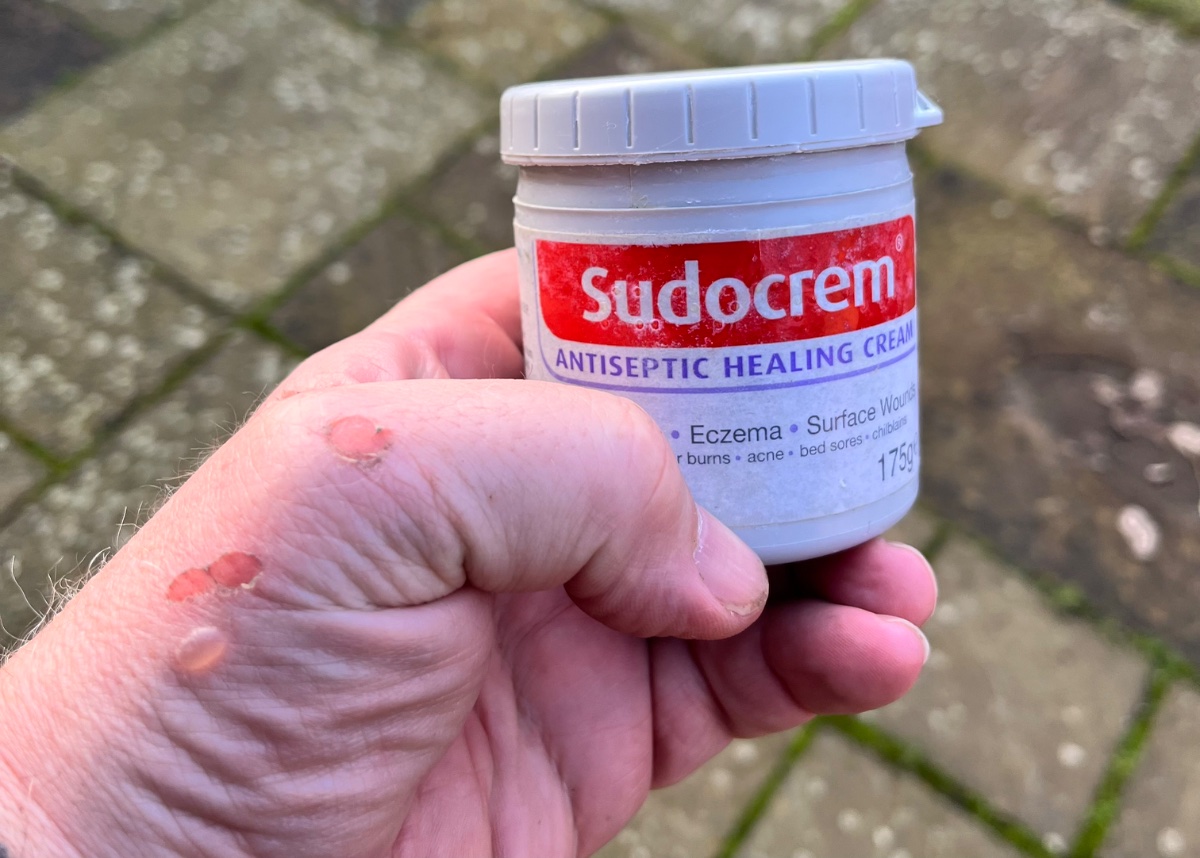 Sudocrem®
ANTISEPTIC HEALING CREAM
• Eczema • Surface Wounds
r burns • acne • bed sores • chilblains
175g